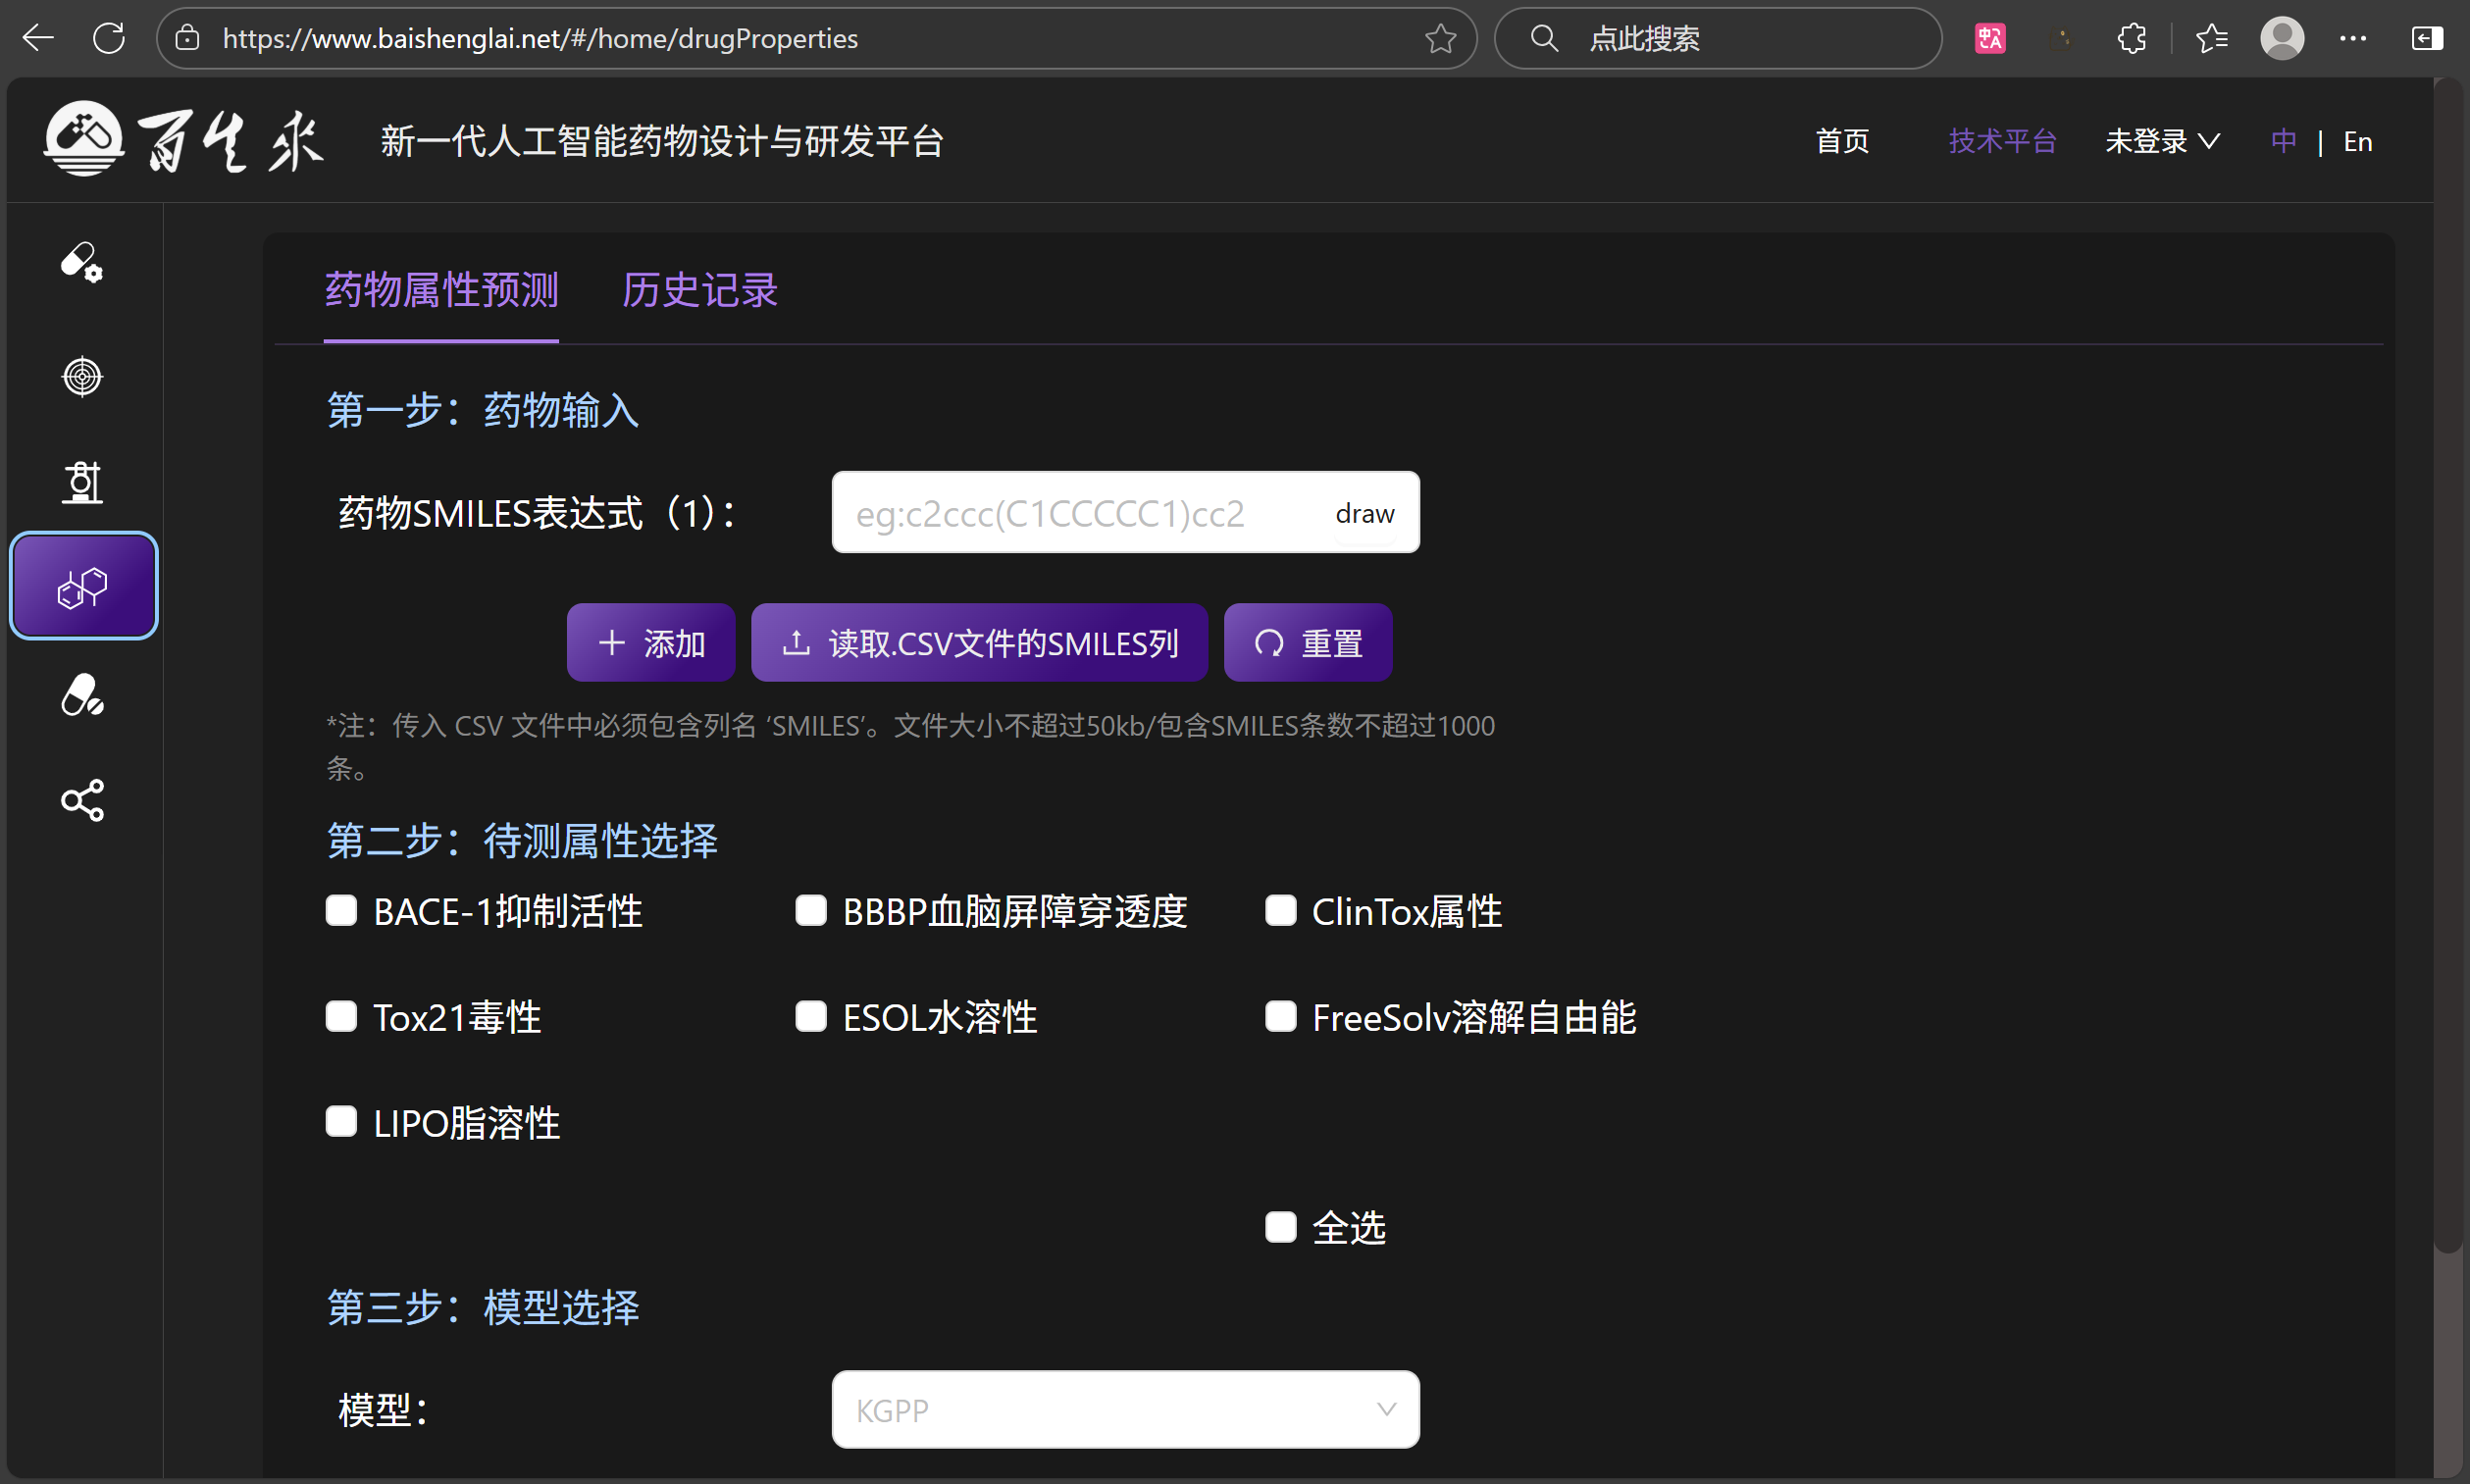 https://www.baishenglai.net/#/home/drugProperties
点此搜索
百生来
新一代人工智能药物设计与研发平台
首页
技术平台
未登录
中 | En
药物属性预测
历史记录
第一步：药物输入
药物SMILES表达式（1）：
eg:c2ccc(C1CCCCC1)cc2
draw
添加
读取.CSV文件的SMILES列
重置
*注：传入 CSV 文件中必须包含列名 ‘SMILES’。文件大小不超过50kb/包含SMILES条数不超过1000
条。
第二步：待测属性选择
BACE-1抑制活性
BBBP血脑屏障穿透度
ClinTox属性
Tox21毒性
ESOL水溶性
FreeSolv溶解自由能
LIPO脂溶性
全选
第三步：模型选择
模型：
KGPP